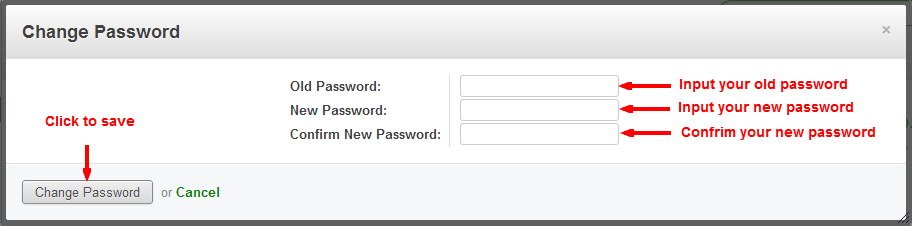 Change Password ×
Old Password: Input your old password
New Password: Input your new password
Confirm New Password: Confrim your new password
Click to save
Change Password or Cancel